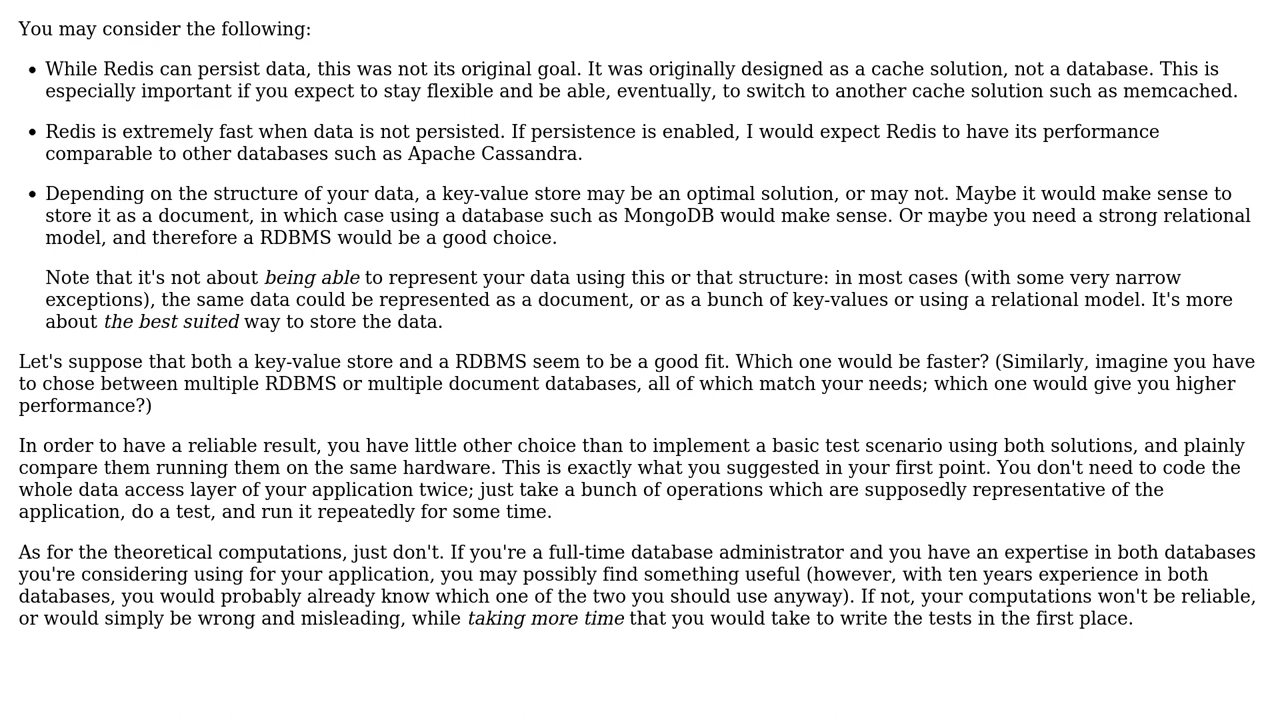 You may consider the following:
• While Redis can persist data, this was not its original goal. It was originally designed as a cache solution, not a database. This is
especially important if you expect to stay flexible and be able, eventually, to switch to another cache solution such as memcached.
• Redis is extremely fast when data is not persisted. If persistence is enabled, I would expect Redis to have its performance
comparable to other databases such as Apache Cassandra.
• Depending on the structure of your data, a key-value store may be an optimal solution, or may not. Maybe it would make sense to
store it as a document, in which case using a database such as MongoDB would make sense. Or maybe you need a strong relational
model, and therefore a RDBMS would be a good choice.
Note that it's not about being able to represent your data using this or that structure: in most cases (with some very narrow
exceptions), the same data could be represented as a document, or as a bunch of key-values or using a relational model. It's more
about the best suited way to store the data.
Let's suppose that both a key-value store and a RDBMS seem to be a good fit. Which one would be faster? (Similarly, imagine you have
to chose between multiple RDBMS or multiple document databases, all of which match your needs; which one would give you higher
performance?)
In order to have a reliable result, you have little other choice than to implement a basic test scenario using both solutions, and plainly
compare them running them on the same hardware. This is exactly what you suggested in your first point. You don't need to code the
whole data access layer of your application twice; just take a bunch of operations which are supposedly representative of the
application, do a test, and run it repeatedly for some time.
As for the theoretical computations, just don't. If you're a full-time database administrator and you have an expertise in both databases
you're considering using for your application, you may possibly find something useful (however, with ten years experience in both
databases, you would probably already know which one of the two you should use anyway). If not, your computations won't be reliable,
or would simply be wrong and misleading, while taking more time that you would take to write the tests in the first place.